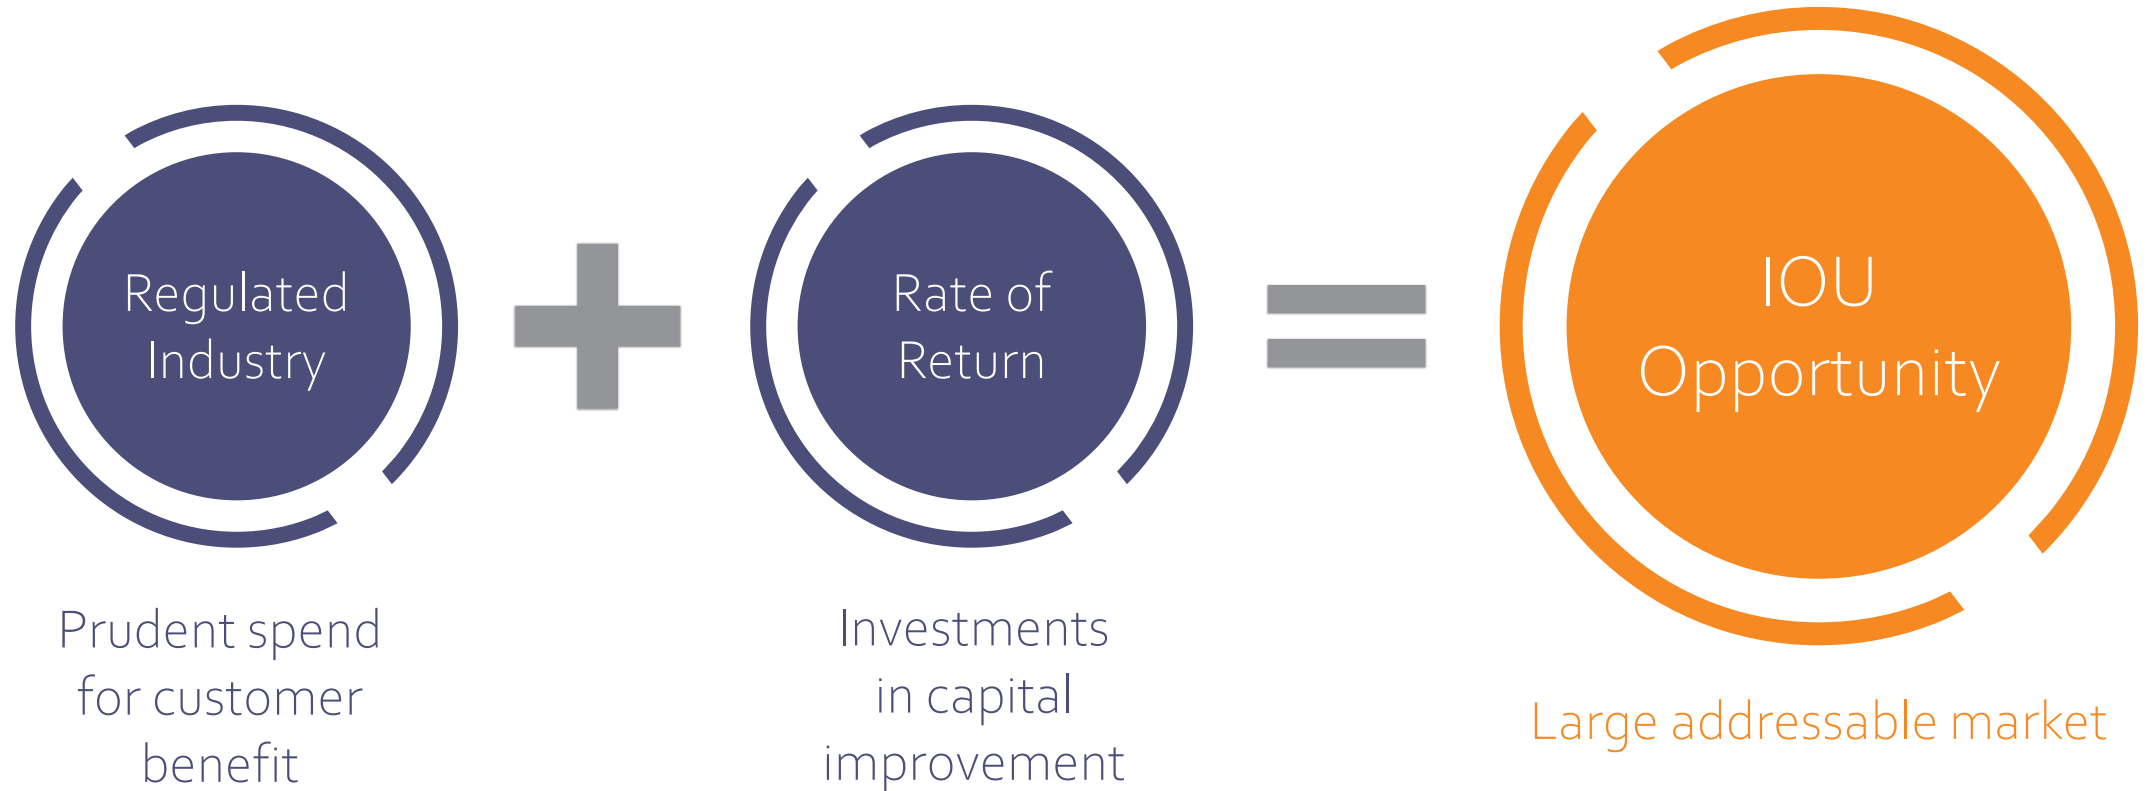 Regulated
Industry
Prudent spend
for customer
benefit
Rate of
Return
Investments
in capital
improvement
IOU
Opportunity
Large addressable market